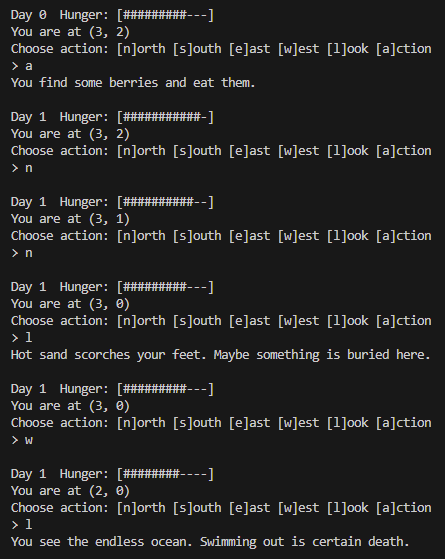 Day 0  Hunger: [#########---]
You are at (3, 2)
Choose action: [n]orth [s]outh [e]ast [w]est [l]ook [a]ction
> a
You find some berries and eat them.
Day 1  Hunger: [###########-]
You are at (3, 2)
Choose action: [n]orth [s]outh [e]ast [w]est [l]ook [a]ction
> n
Day 1  Hunger: [##########--]
You are at (3, 1)
Choose action: [n]orth [s]outh [e]ast [w]est [l]ook [a]ction
> n
Day 1  Hunger: [#########---]
You are at (3, 0)
Choose action: [n]orth [s]outh [e]ast [w]est [l]ook [a]ction
> l
Hot sand scorches your feet. Maybe something is buried here.
Day 1  Hunger: [#########---]
You are at (3, 0)
Choose action: [n]orth [s]outh [e]ast [w]est [l]ook [a]ction
> w
Day 1  Hunger: [########----]
You are at (2, 0)
Choose action: [n]orth [s]outh [e]ast [w]est [l]ook [a]ction
> l
You see the endless ocean. Swimming out is certain death.